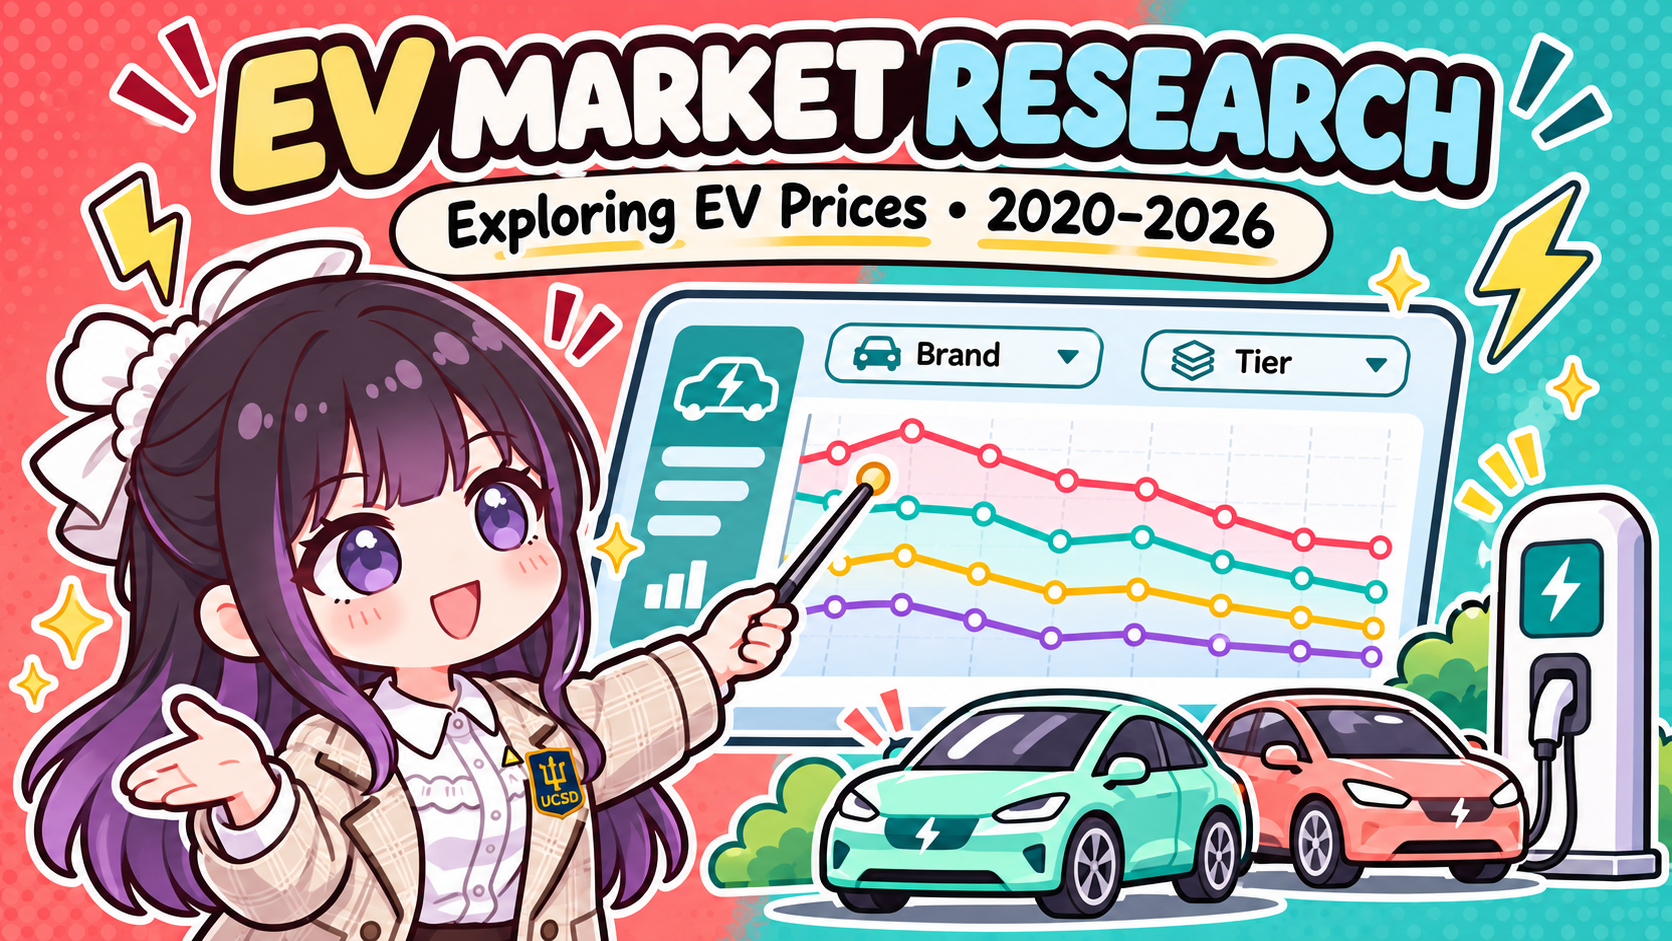 EV MARKET RESEARCH
Exploring EV Prices • 2020–2026
Brand
Tier
UCSD